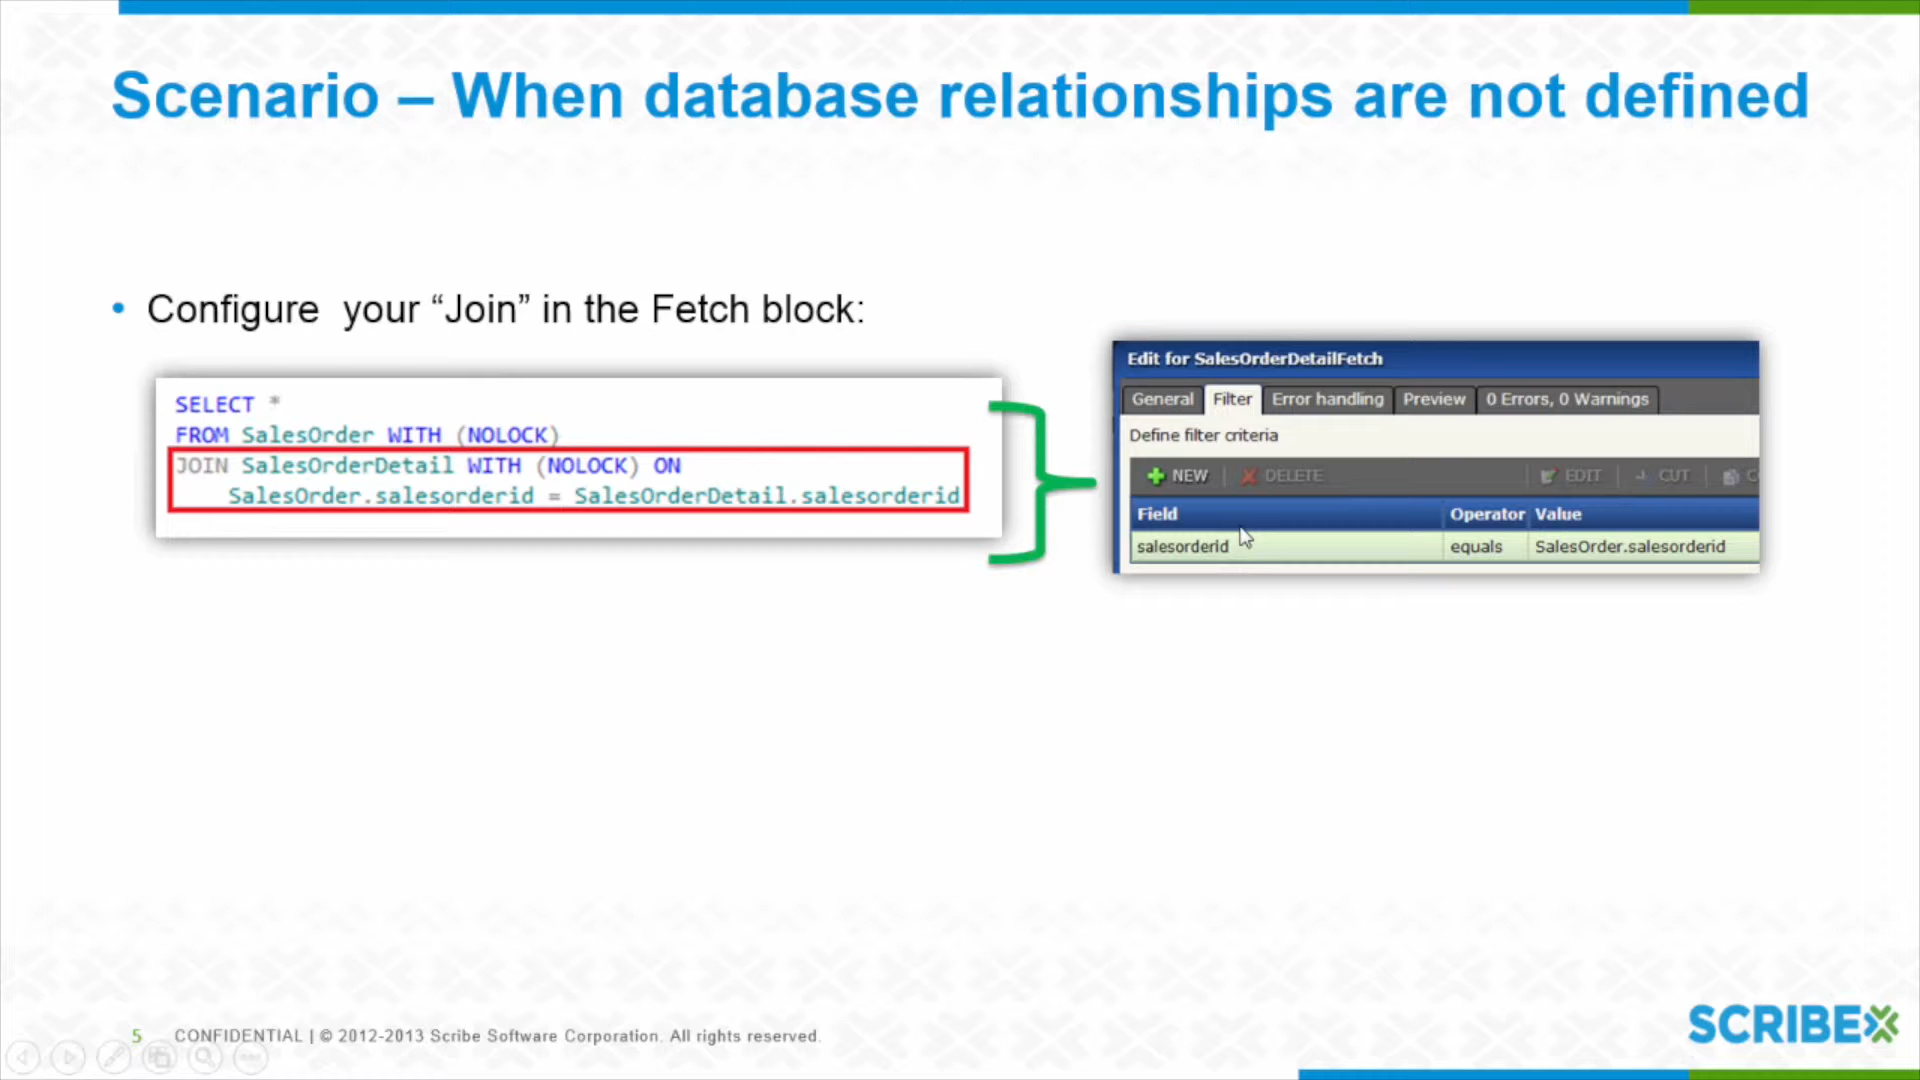 Scenario – When database relationships are not defined
• Configure  your “Join” in the Fetch block:
SELECT *
FROM SalesOrder WITH (NOLOCK)
JOIN SalesOrderDetail WITH (NOLOCK) ON
SalesOrder.salesorderid = SalesOrderDetail.salesorderid
Edit for SalesOrderDetailFetch
General Filter Error handling Preview 0 Errors, 0 Warnings
Define filter criteria
NEW DELETE EDIT CUT
Field Operator Value
salesorderid equals SalesOrder.salesorderid
5 CONFIDENTIAL | © 2012-2013 Scribe Software Corporation. All rights reserved.
SCRIBE